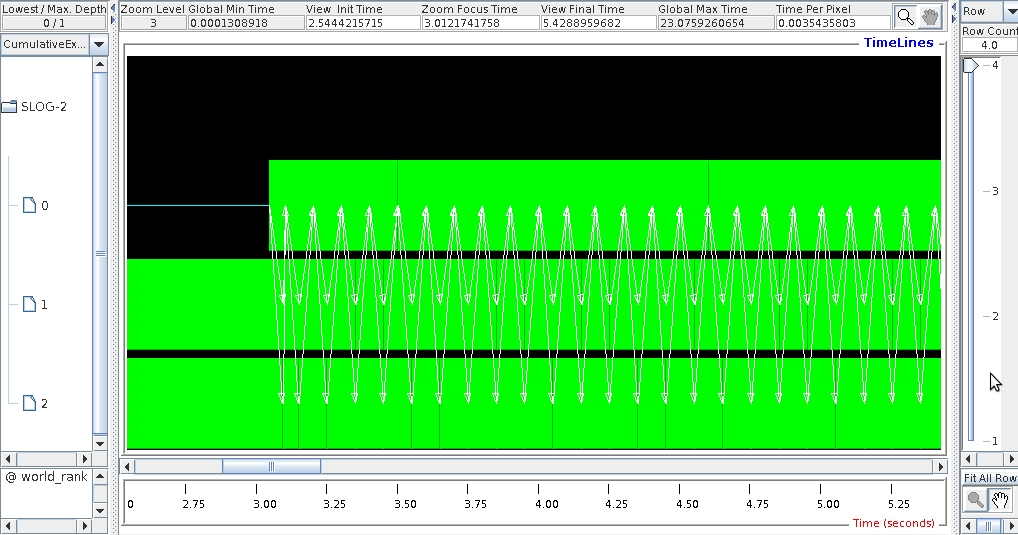 Lowest / Max. Depth
0 / 1
Zoom Level Global Min Time View Init Time Zoom Focus Time View Final Time Global Max Time Time Per Pixel
3 0.0001308918 2.5444215715 3.0121741758 5.4288959682 23.0759260654 0.0035435803
Row
Row Count
4.0
CumulativeEx...
TimeLines
SLOG-2
0
1
2
4
3
2
1
@ world_rank
Fit All Row
0 2.75 3.00 3.25 3.50 3.75 4.00 4.25 4.50 4.75 5.00 5.25
Time (seconds)